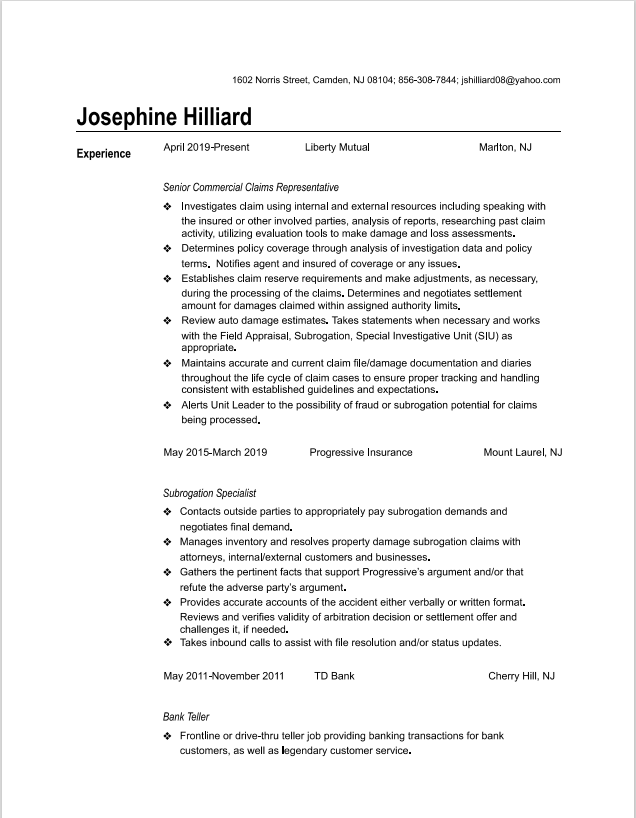 1602 Norris Street, Camden, NJ 08104; 856-308-7844; jshilliard08@yahoo.com
Josephine Hilliard
Experience
April 2019-Present Liberty Mutual Marlton, NJ
Senior Commercial Claims Representative
❖ Investigates claim using internal and external resources including speaking with
the insured or other involved parties, analysis of reports, researching past claim
activity, utilizing evaluation tools to make damage and loss assessments.
❖ Determines policy coverage through analysis of investigation data and policy
terms. Notifies agent and insured of coverage or any issues.
❖ Establishes claim reserve requirements and make adjustments, as necessary,
during the processing of the claims. Determines and negotiates settlement
amount for damages claimed within assigned authority limits.
❖ Review auto damage estimates. Takes statements when necessary and works
with the Field Appraisal, Subrogation, Special Investigative Unit (SIU) as
appropriate.
❖ Maintains accurate and current claim file/damage documentation and diaries
throughout the life cycle of claim cases to ensure proper tracking and handling
consistent with established guidelines and expectations.
❖ Alerts Unit Leader to the possibility of fraud or subrogation potential for claims
being processed.
May 2015-March 2019 Progressive Insurance Mount Laurel, NJ
Subrogation Specialist
❖ Contacts outside parties to appropriately pay subrogation demands and
negotiates final demand.
❖ Manages inventory and resolves property damage subrogation claims with
attorneys, internal/external customers and businesses.
❖ Gathers the pertinent facts that support Progressive's argument and/or that
refute the adverse party's argument.
❖ Provides accurate accounts of the accident either verbally or written format.
Reviews and verifies validity of arbitration decision or settlement offer and
challenges it, if needed.
❖ Takes inbound calls to assist with file resolution and/or status updates.
May 2011-November 2011 TD Bank Cherry Hill, NJ
Bank Teller
❖ Frontline or drive-thru teller job providing banking transactions for bank
customers, as well as legendary customer service.